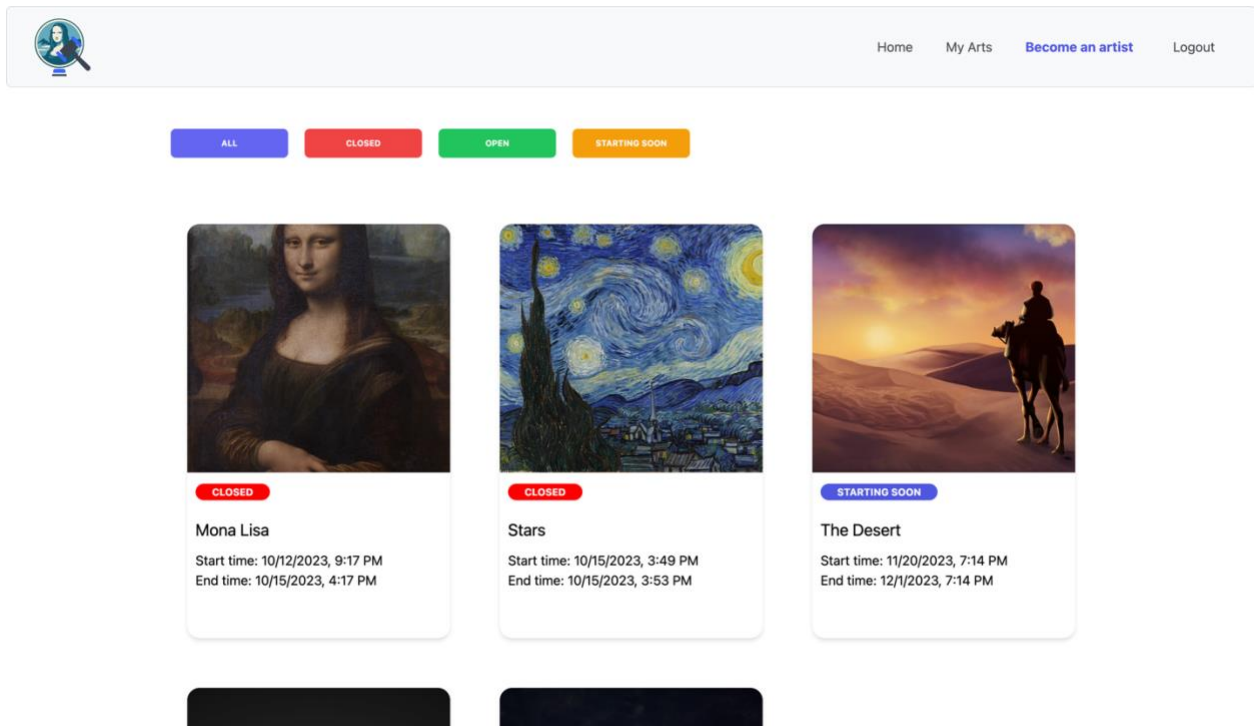 Home My Arts Become an artist Logout
ALL CLOSED OPEN STARTING SOON
CLOSED
Mona Lisa
Start time: 10/12/2023, 9:17 PM
End time: 10/15/2023, 4:17 PM
CLOSED
Stars
Start time: 10/15/2023, 3:49 PM
End time: 10/15/2023, 3:53 PM
STARTING SOON
The Desert
Start time: 11/20/2023, 7:14 PM
End time: 12/1/2023, 7:14 PM